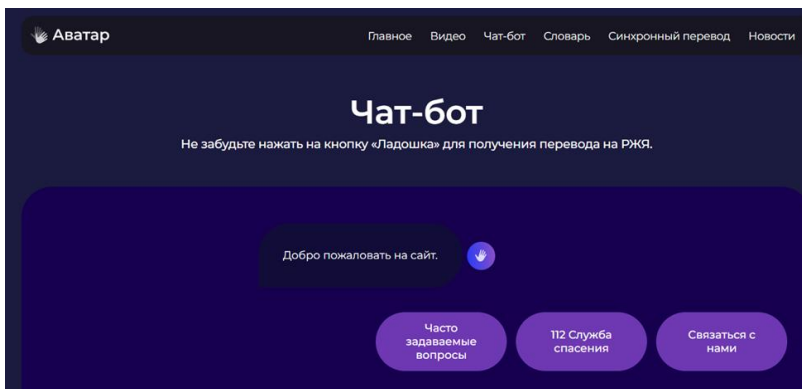 Аватар
Главное Видео Чат-бот Словарь Синхронный перевод Новости
Чат-бот
Не забудьте нажать на кнопку «Ладошка» для получения перевода на РЖЯ.
Добро пожаловать на сайт.
Часто
задаваемые
вопросы
112 Служба
спасения
Связаться с
нами